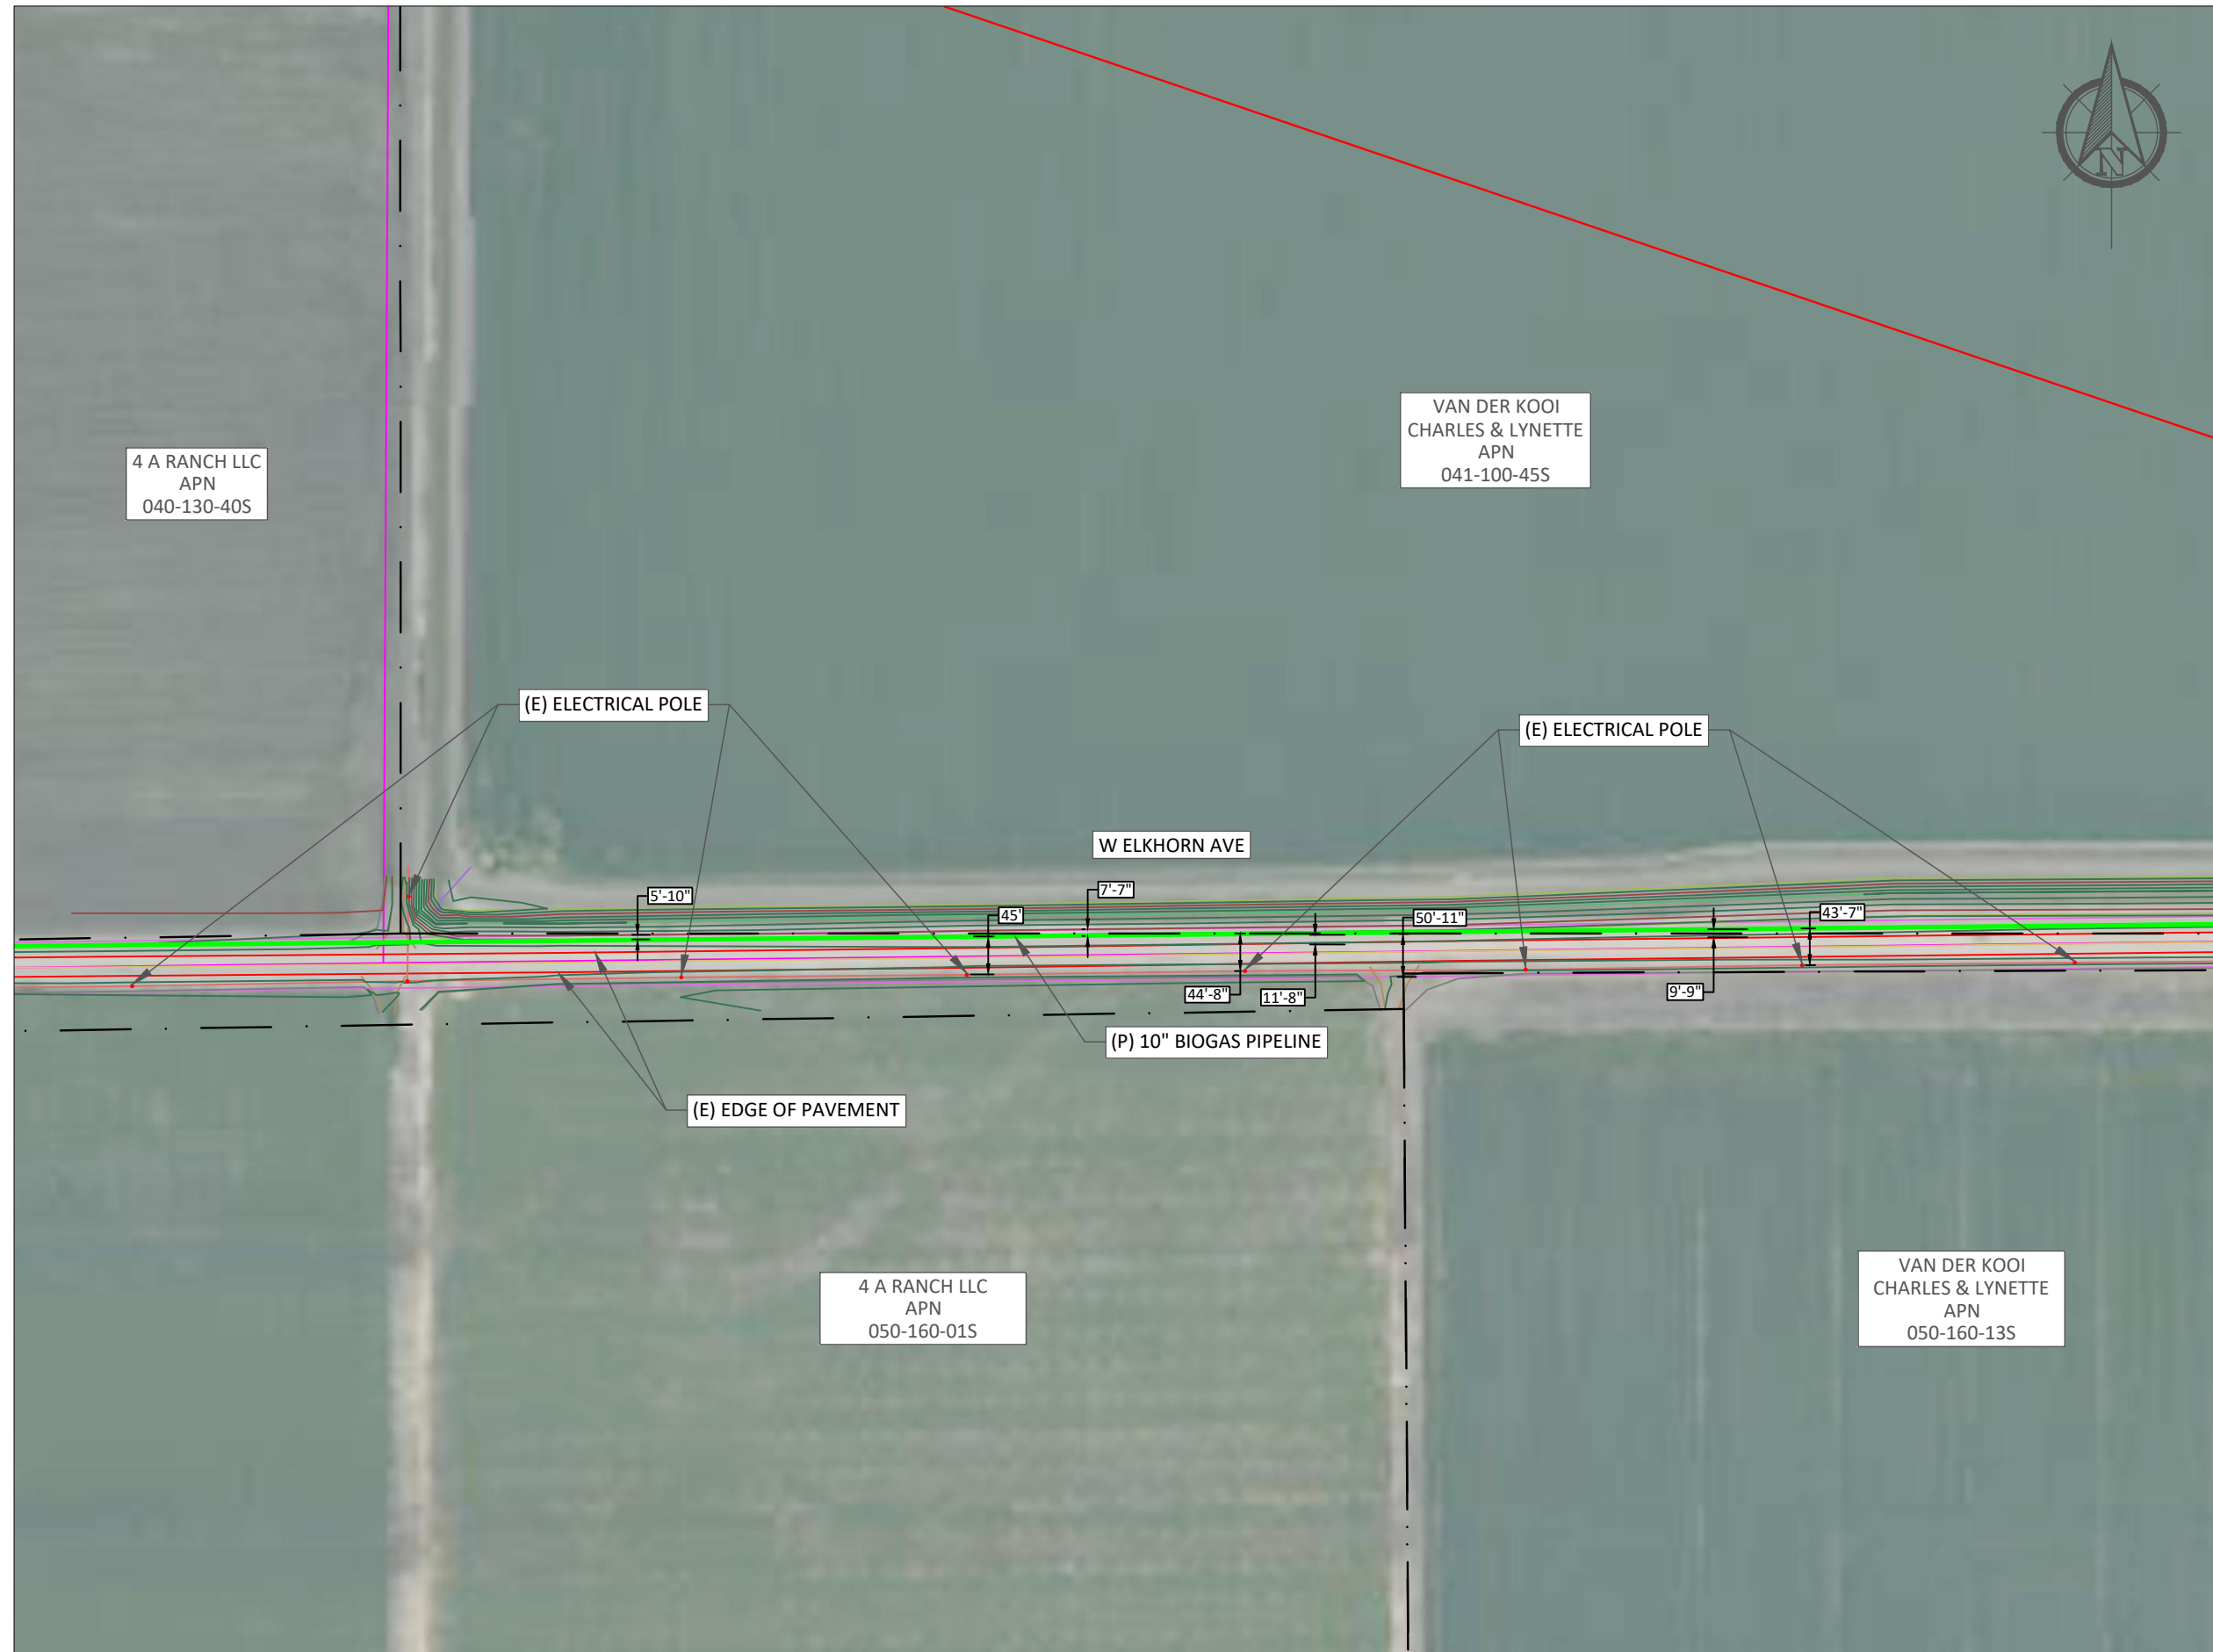 N
VAN DER KOOI
CHARLES & LYNETTE
APN
041-100-45S
4 A RANCH LLC
APN
040-130-40S
(E) ELECTRICAL POLE
(E) ELECTRICAL POLE
W ELKHORN AVE
5'-10"
7'-7"
45'
50'-11"
43'-7"
44'-8"
11'-8"
9'-9"
(P) 10" BIOGAS PIPELINE
(E) EDGE OF PAVEMENT
4 A RANCH LLC
APN
050-160-01S
VAN DER KOOI
CHARLES & LYNETTE
APN
050-160-13S